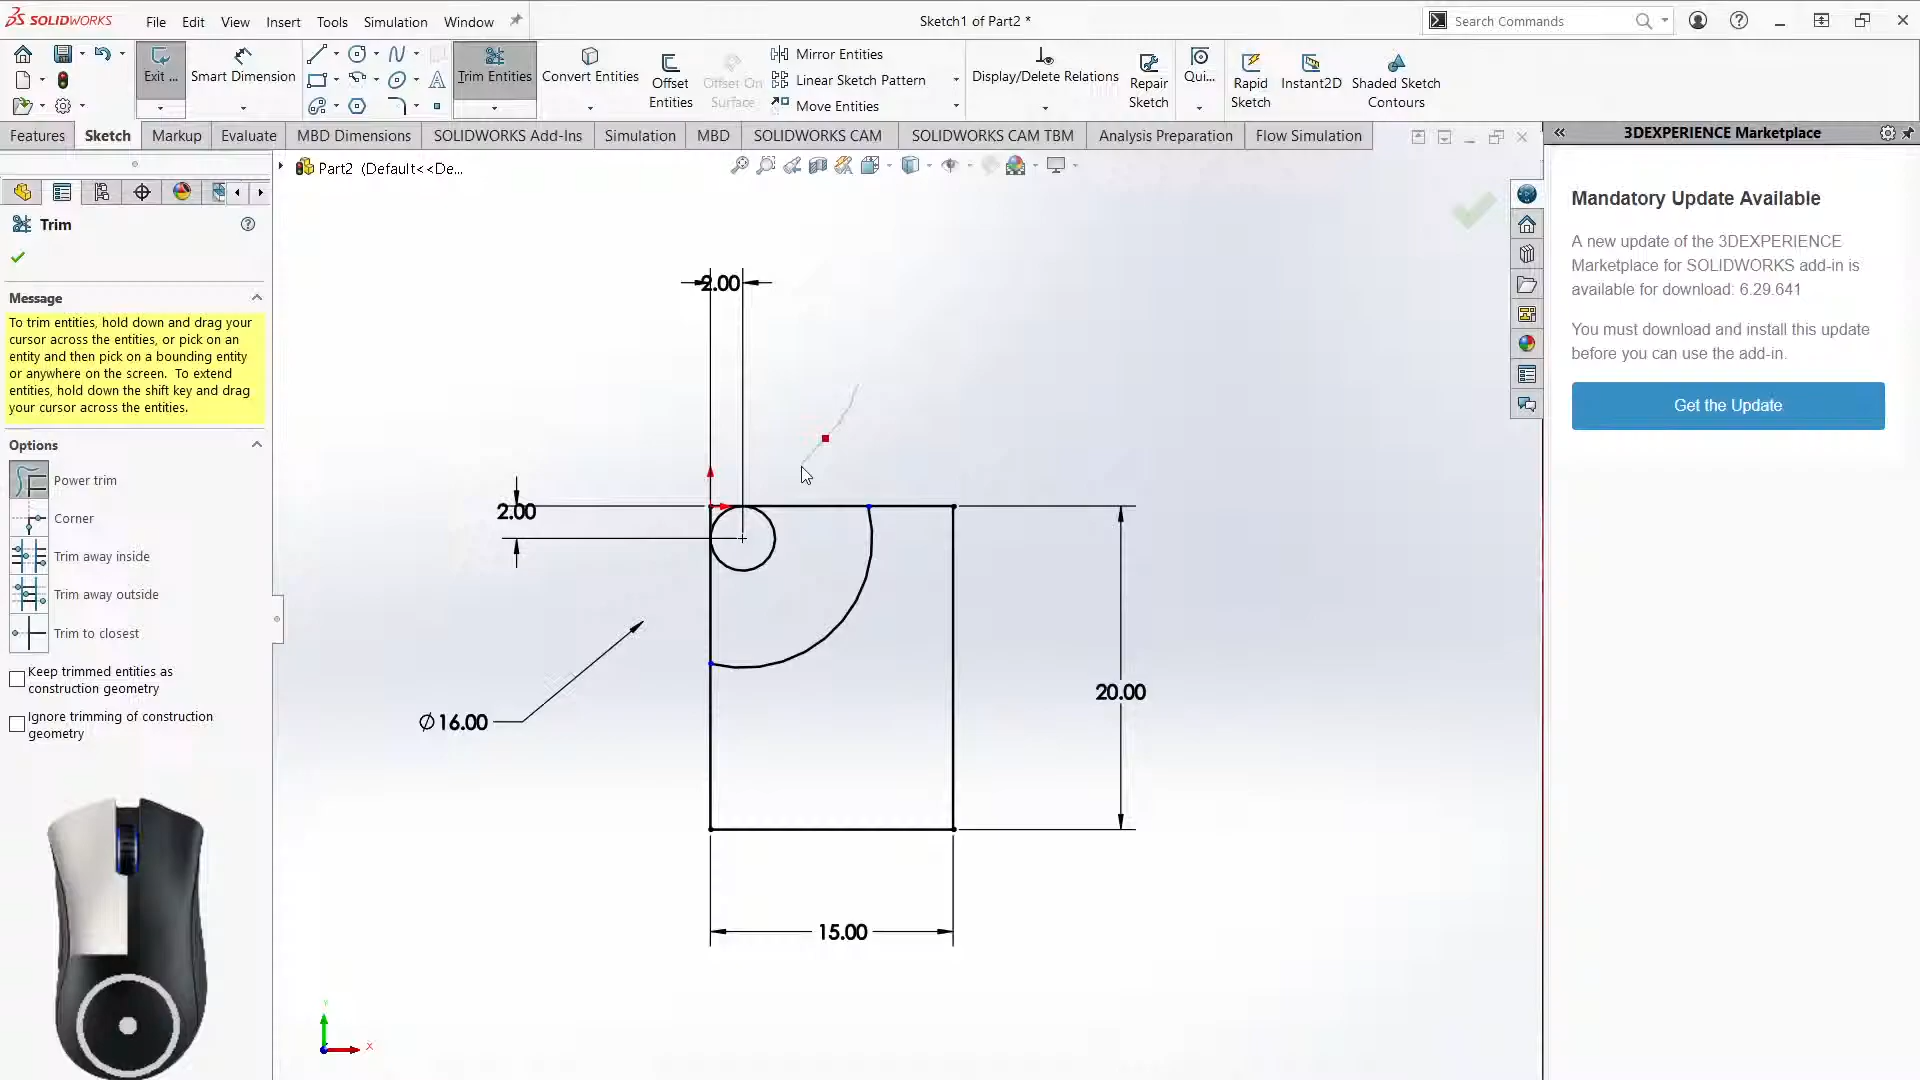 SOLIDWORKS File Edit View Insert Tools Simulation Window Sketch1 of Part2 * Search Commands
Exit ... Smart Dimension Trim Entities Convert Entities Offset Entities Offset On Surface Mirror Entities Display/Delete Relations Repair Sketch Qui... Rapid Sketch Instant2D Shaded Sketch Contours
Linear Sketch Pattern
Move Entities
Features Sketch Markup Evaluate MBD Dimensions SOLIDWORKS Add-Ins Simulation MBD SOLIDWORKS CAM SOLIDWORKS CAM TBM Analysis Preparation Flow Simulation
3DEXPERIENCE Marketplace
Part2 (Default<<De...
Trim
Message
To trim entities, hold down and drag your
cursor across the entities, or pick on an
entity and then pick on a bounding entity
or anywhere on the screen. To extend
entities, hold down the shift key and drag
your cursor across the entities.
Options
Power trim
Corner
Trim away inside
Trim away outside
Trim to closest
Keep trimmed entities as
construction geometry
Ignore trimming of construction
geometry
2.00
2.00
Ø16.00
20.00
15.00
Y
X
Mandatory Update Available
A new update of the 3DEXPERIENCE
Marketplace for SOLIDWORKS add-in is
available for download: 6.29.641
You must download and install this update
before you can use the add-in.
Get the Update